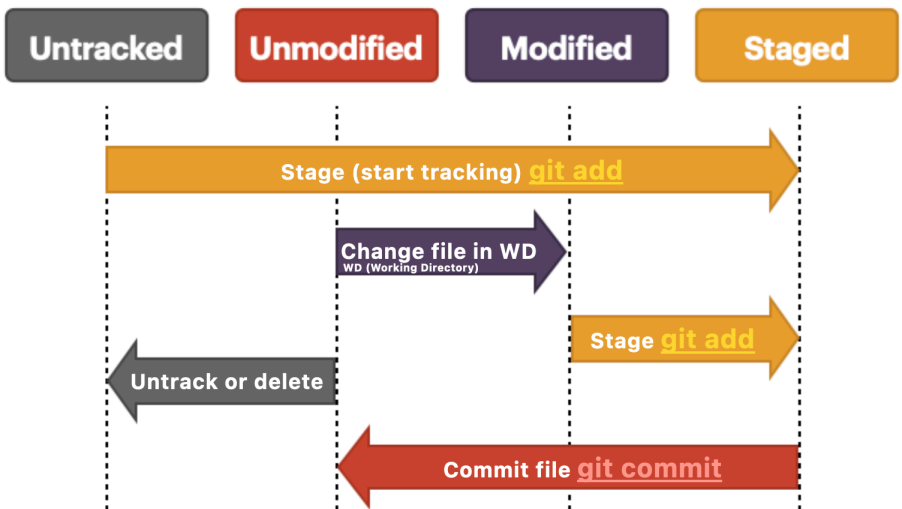 Untracked
Unmodified
Modified
Staged
Stage (start tracking) git add
Change file in WD
WD (Working Directory)
Stage git add
Untrack or delete
Commit file git commit